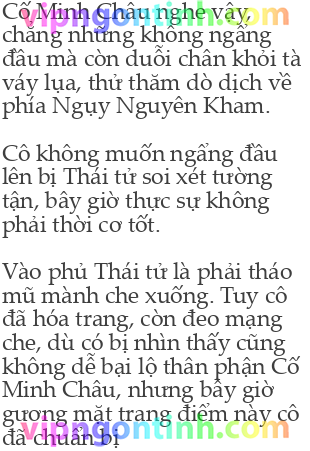 Cố Minh Châu nghe vậy,
chẳng những không ngẩng
đầu mà còn duỗi chân khỏi tà
váy lụa, thử thăm dò dịch về
phía Ngụy Nguyên Kham.
Cô không muốn ngẩng đầu
lên bị Thái tử soi xét tường
tận, bây giờ thực sự không
phải thời cơ tốt.
Vào phủ Thái tử là phải tháo
mũ mành che xuống. Tuy cô
đã hóa trang, còn đeo mạng
che, dù có bị nhìn thấy cũng
không dễ bại lộ thân phận Cố
Minh Châu, nhưng bây giờ
gương mặt trang điểm này cô
đã chuẩn bị
vipngontinh.com
vipngontinh.com
vipngontinh.com